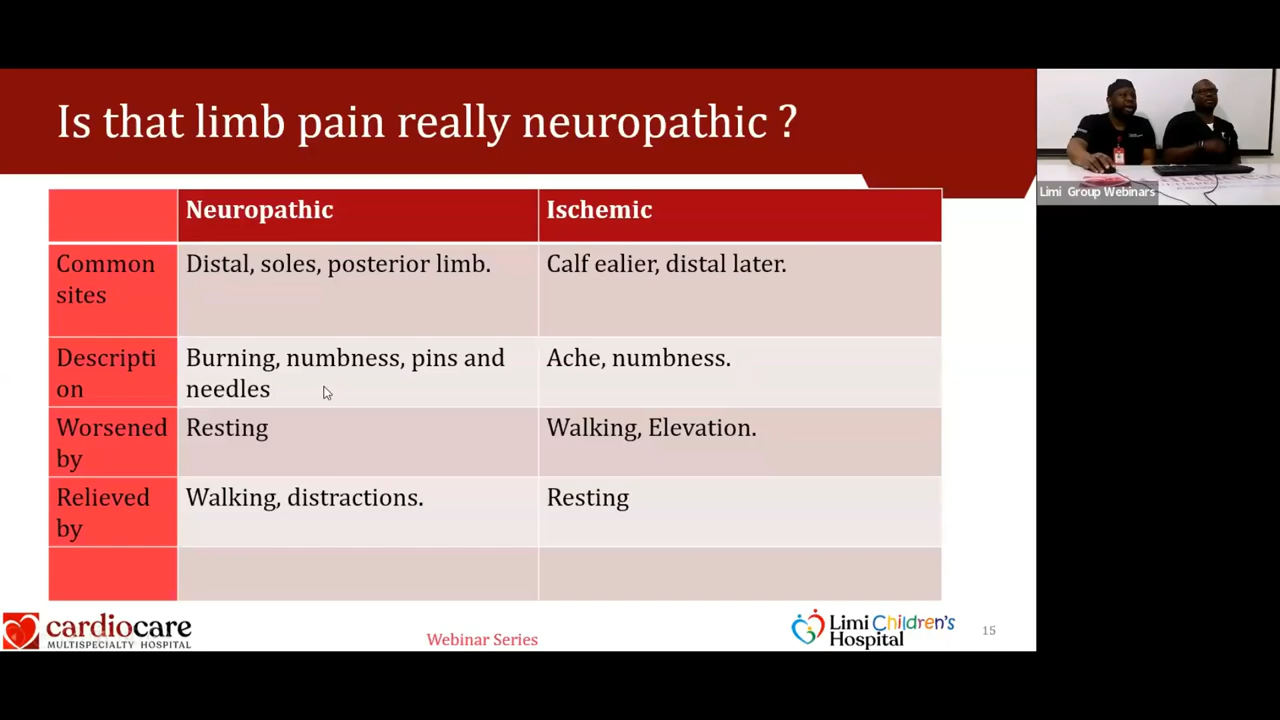 Is that limb pain really neuropathic ?
Neuropathic
Ischemic
Common
sites
Distal, soles, posterior limb.
Calf ealier, distal later.
Descripti
on
Burning, numbness, pins and
needles
Ache, numbness.
Worsened
by
Resting
Walking, Elevation.
Relieved
by
Walking, distractions.
Resting
Limi Group Webinars
cardiocare
MULTISPECIALTY HOSPITAL
Webinar Series
Limi Children's
Hospital
15